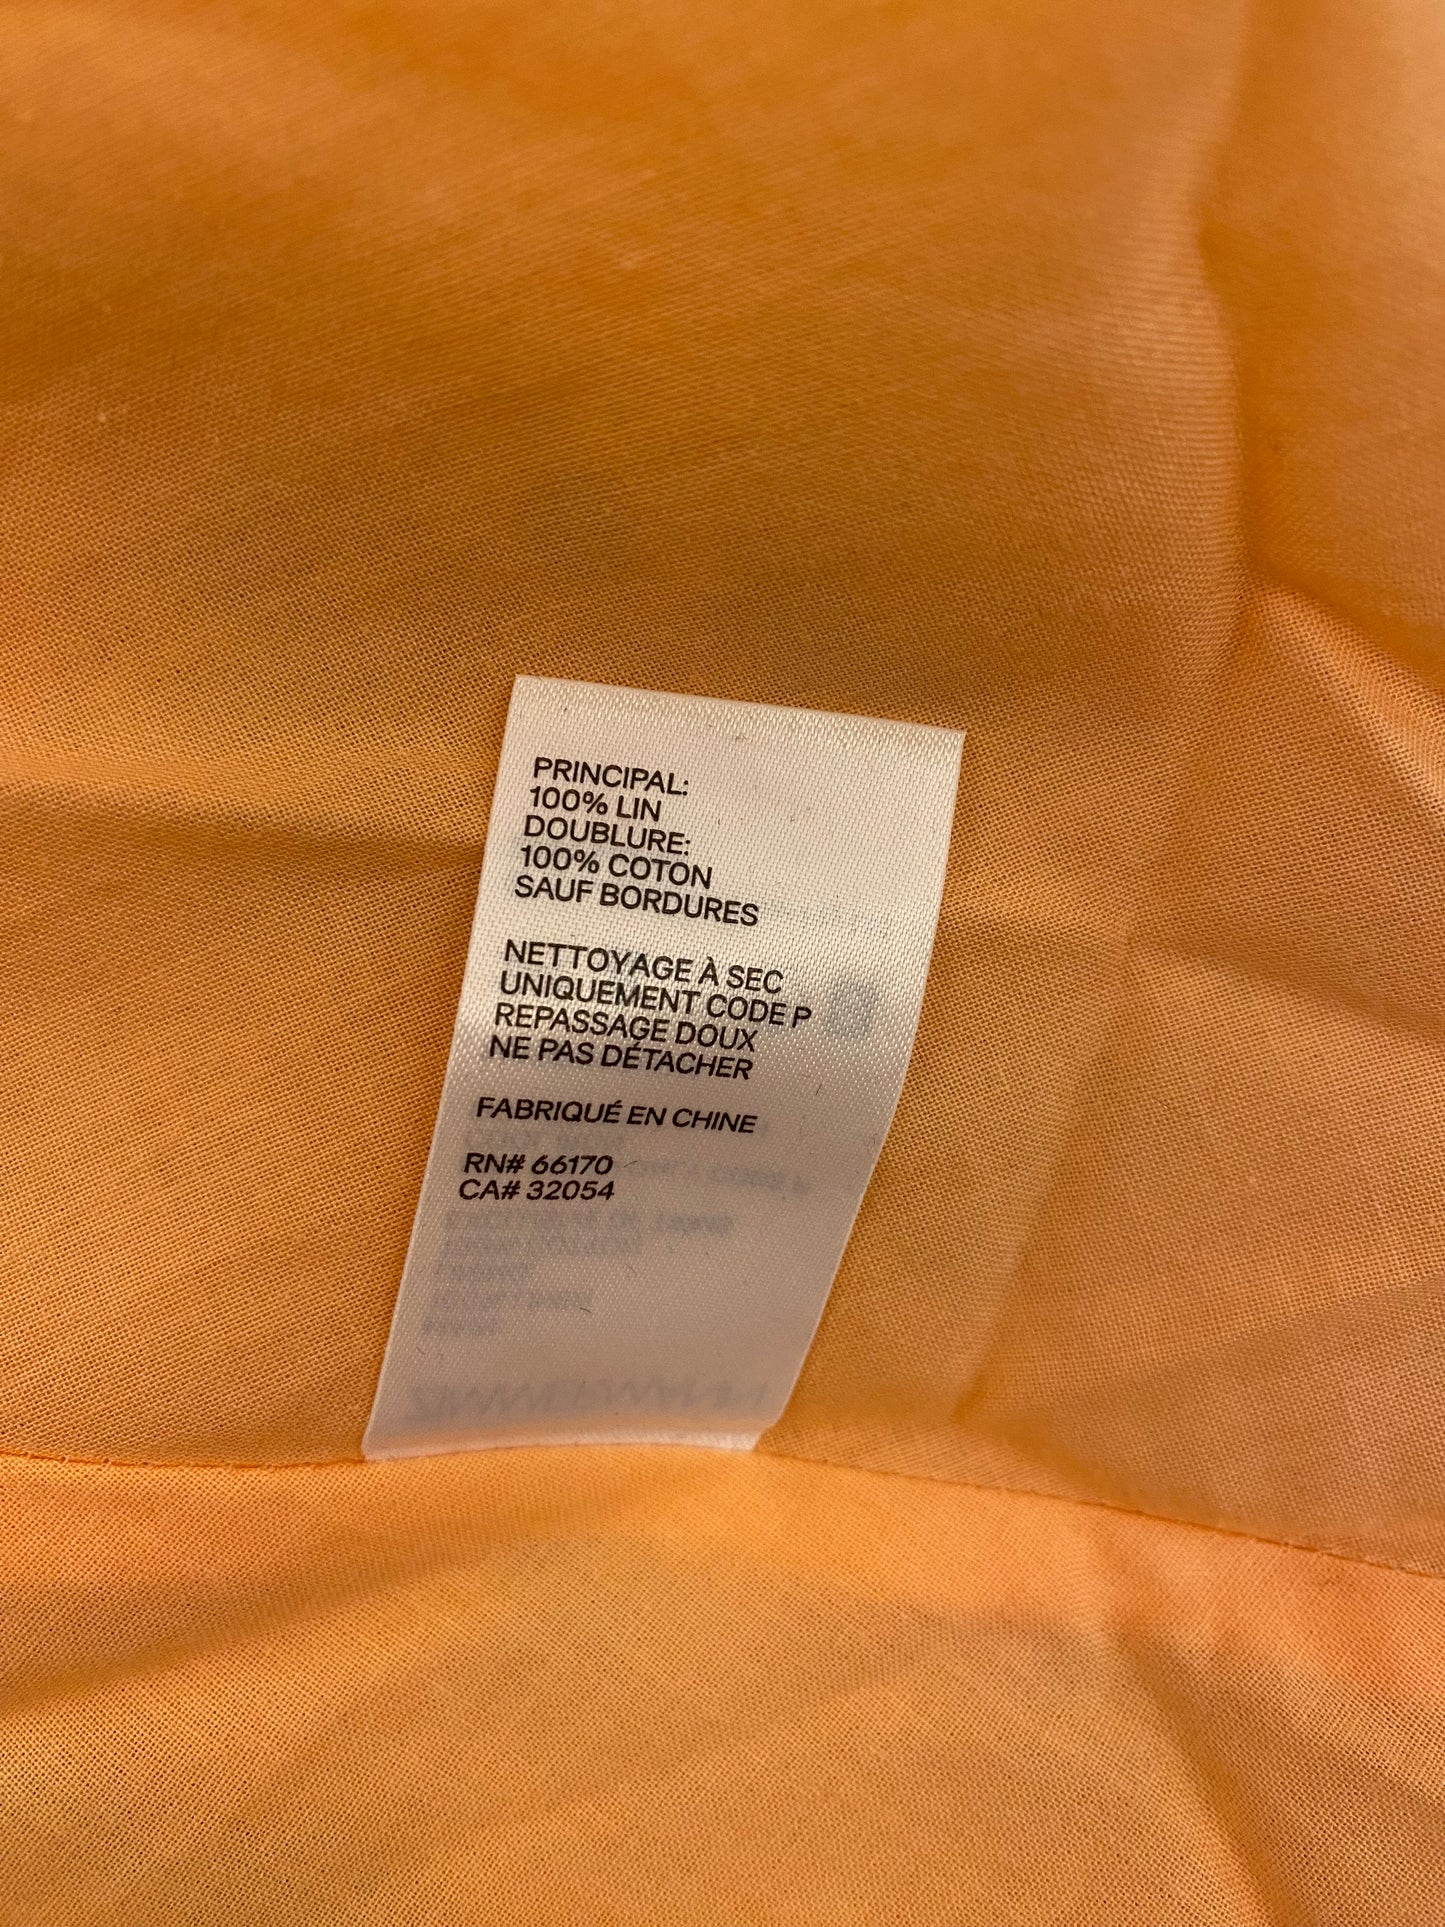 PRINCIPAL:
100% LIN
DOUBLURE:
100% COTON
SAUF BORDURES
NETTOYAGE À SEC
UNIQUEMENT CODE P
REPASSAGE DOUX
NE PAS DÉTACHER
FABRIQUÉ EN CHINE
RN# 66170
CA# 32054